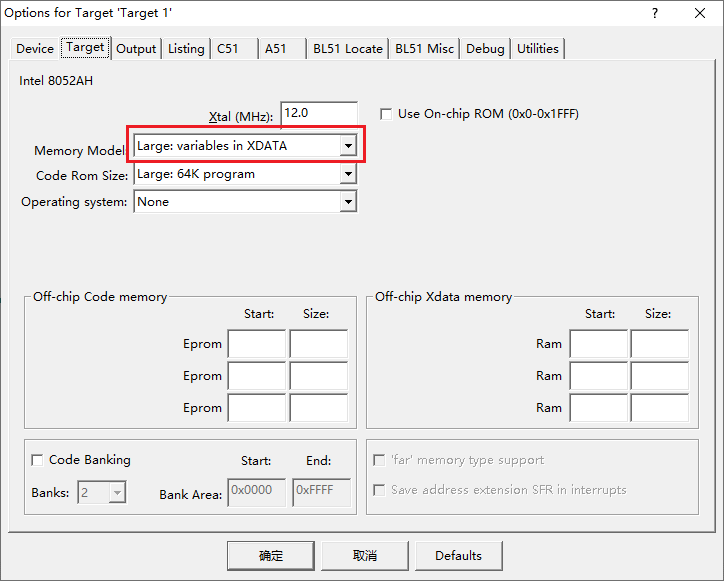 Options for Target 'Target 1'
Device Target Output Listing C51 A51 BL51 Locate BL51 Misc Debug Utilities
Intel 8052AH
Xtal (MHz): 12.0 Use On-chip ROM (0x0-0x1FFF)
Memory Model: Large: variables in XDATA
Code Rom Size: Large: 64K program
Operating system: None
Off-chip Code memory
Start: Size:
Eprom
Eprom
Eprom
Off-chip Xdata memory
Start: Size:
Ram
Ram
Ram
Code Banking Start: End:
Banks: 2 Bank Area: 0x0000 0xFFFF
'far' memory type support
Save address extension SFR in interrupts
确定 取消 Defaults